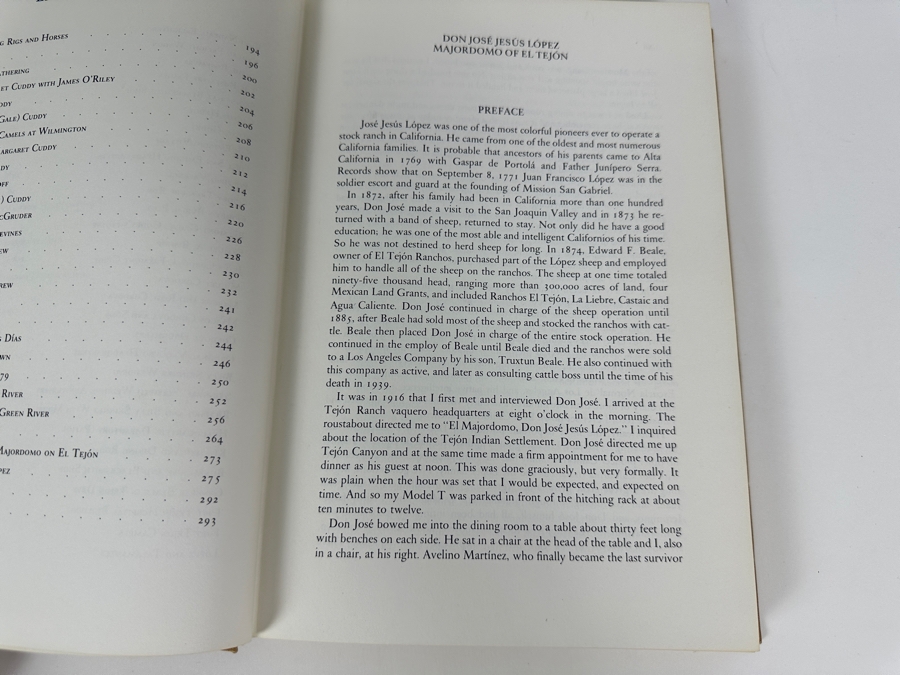 G RIGS AND HORSES
194
196
THERING
200
ET CUDDY WITH JAMES O'RILEY
202
DDY
204
GALE) CUDDY
206
CAMELS AT WILMINGTON
208
ARGARET CUDDY
210
DY
212
OFF
214
) CUDDY
216
CGRUDER
220
EVINES
226
EW
228
230
REW
232
241
242
S DÍAS
244
WN
246
79
250
RIVER
252
GREEN RIVER
256
264
MAJORDOMO ON EL TEJÓN
273
PEZ
275
292
293
DON JOSÉ JESÚS LÓPEZ
MAJORDOMO OF EL TEJÓN
PREFACE
José Jesús López was one of the most colorful pioneers ever to operate a
stock ranch in California. He came from one of the oldest and most numerous
California families. It is probable that ancestors of his parents came to Alta
California in 1769 with Gaspar de Portolá and Father Junípero Serra.
Records show that on September 8, 1771 Juan Francisco López was in the
soldier escort and guard at the founding of Mission San Gabriel.
In 1872, after his family had been in California more than one hundred
years, Don José made a visit to the San Joaquin Valley and in 1873 he re-
turned with a band of sheep, returned to stay. Not only did he have a good
education; he was one of the most able and intelligent Californios of his time.
So he was not destined to herd sheep for long. In 1874, Edward F. Beale,
owner of El Tejón Ranchos, purchased part of the López sheep and employed
him to handle all of the sheep on the ranchos. The sheep at one time totaled
ninety-five thousand head, ranging more than 300,000 acres of land, four
Mexican Land Grants, and included Ranchos El Tejón, La Liebre, Castaic and
Agua Caliente. Don José continued in charge of the sheep operation until
1885, after Beale had sold most of the sheep and stocked the ranchos with cat-
tle. Beale then placed Don José in charge of the entire stock operation. He
continued in the employ of Beale until Beale died and the ranchos were sold
to a Los Angeles Company by his son, Truxtun Beale. He also continued with
this company as active, and later as consulting cattle boss until the time of his
death in 1939.
It was in 1916 that I first met and interviewed Don José. I arrived at the
Tejón Ranch vaquero headquarters at eight o'clock in the morning. The
roustabout directed me to "El Majordomo, Don José Jesús López." I inquired
about the location of the Tejón Indian Settlement. Don José directed me up
Tejón Canyon and at the same time made a firm appointment for me to have
dinner as his guest at noon. This was done graciously, but very formally. It
was plain when the hour was set that I would be expected, and expected on
time. And so my Model T was parked in front of the hitching rack at about
ten minutes to twelve.
Don José bowed me into the dining room to a table about thirty feet long
with benches on each side. He sat in a chair at the head of the table and I, also
in a chair, at his right. Avelino Martínez, who finally became the last survivor